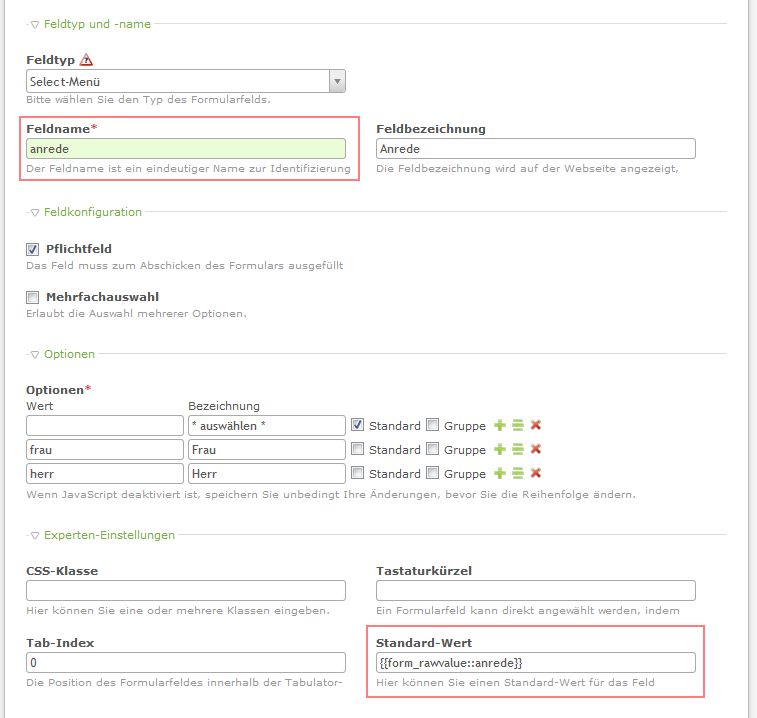 Feldtyp und -name
Feldtyp
Select-Menü
Bitte wählen Sie den Typ des Formularfelds.
Feldname* Feldbezeichnung
anrede Anrede
Der Feldname ist ein eindeutiger Name zur Identifizierung Die Feldbezeichnung wird auf der Webseite angezeigt,
Feldkonfiguration
Pflichtfeld
Das Feld muss zum Abschicken des Formulars ausgefüllt
Mehrfachauswahl
Erlaubt die Auswahl mehrerer Optionen.
Optionen
Optionen*
Wert Bezeichnung
* auswählen * Standard Gruppe
frau Frau Standard Gruppe
herr Herr Standard Gruppe
Wenn JavaScript deaktiviert ist, speichern Sie unbedingt Ihre Änderungen, bevor Sie die Reihenfolge ändern.
Experten-Einstellungen
CSS-Klasse Tastaturkürzel
Hier können Sie eine oder mehrere Klassen eingeben. Ein Formularfeld kann direkt angewählt werden, indem
Tab-Index Standard-Wert
0 {{form_rawvalue::anrede}}
Die Position des Formularfeldes innerhalb der Tabulator- Hier können Sie einen Standard-Wert für das Feld